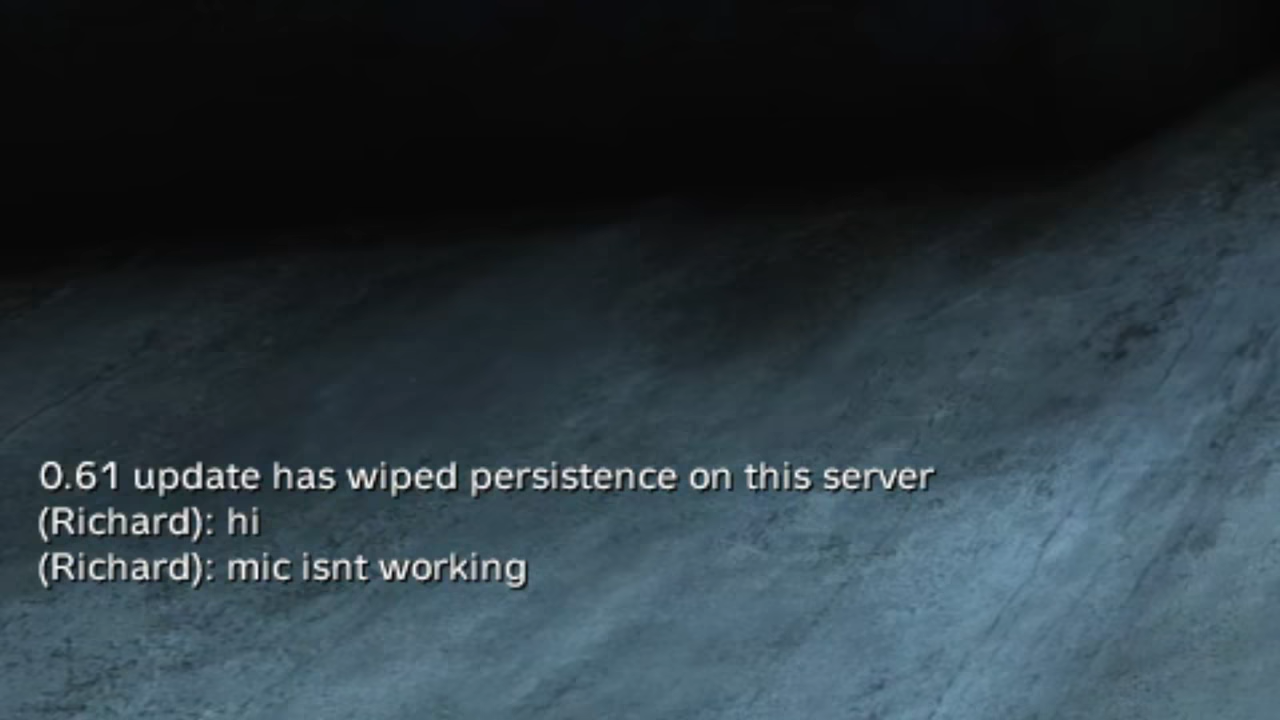 0.61 update has wiped persistence on this server
(Richard): hi
(Richard): mic isnt working